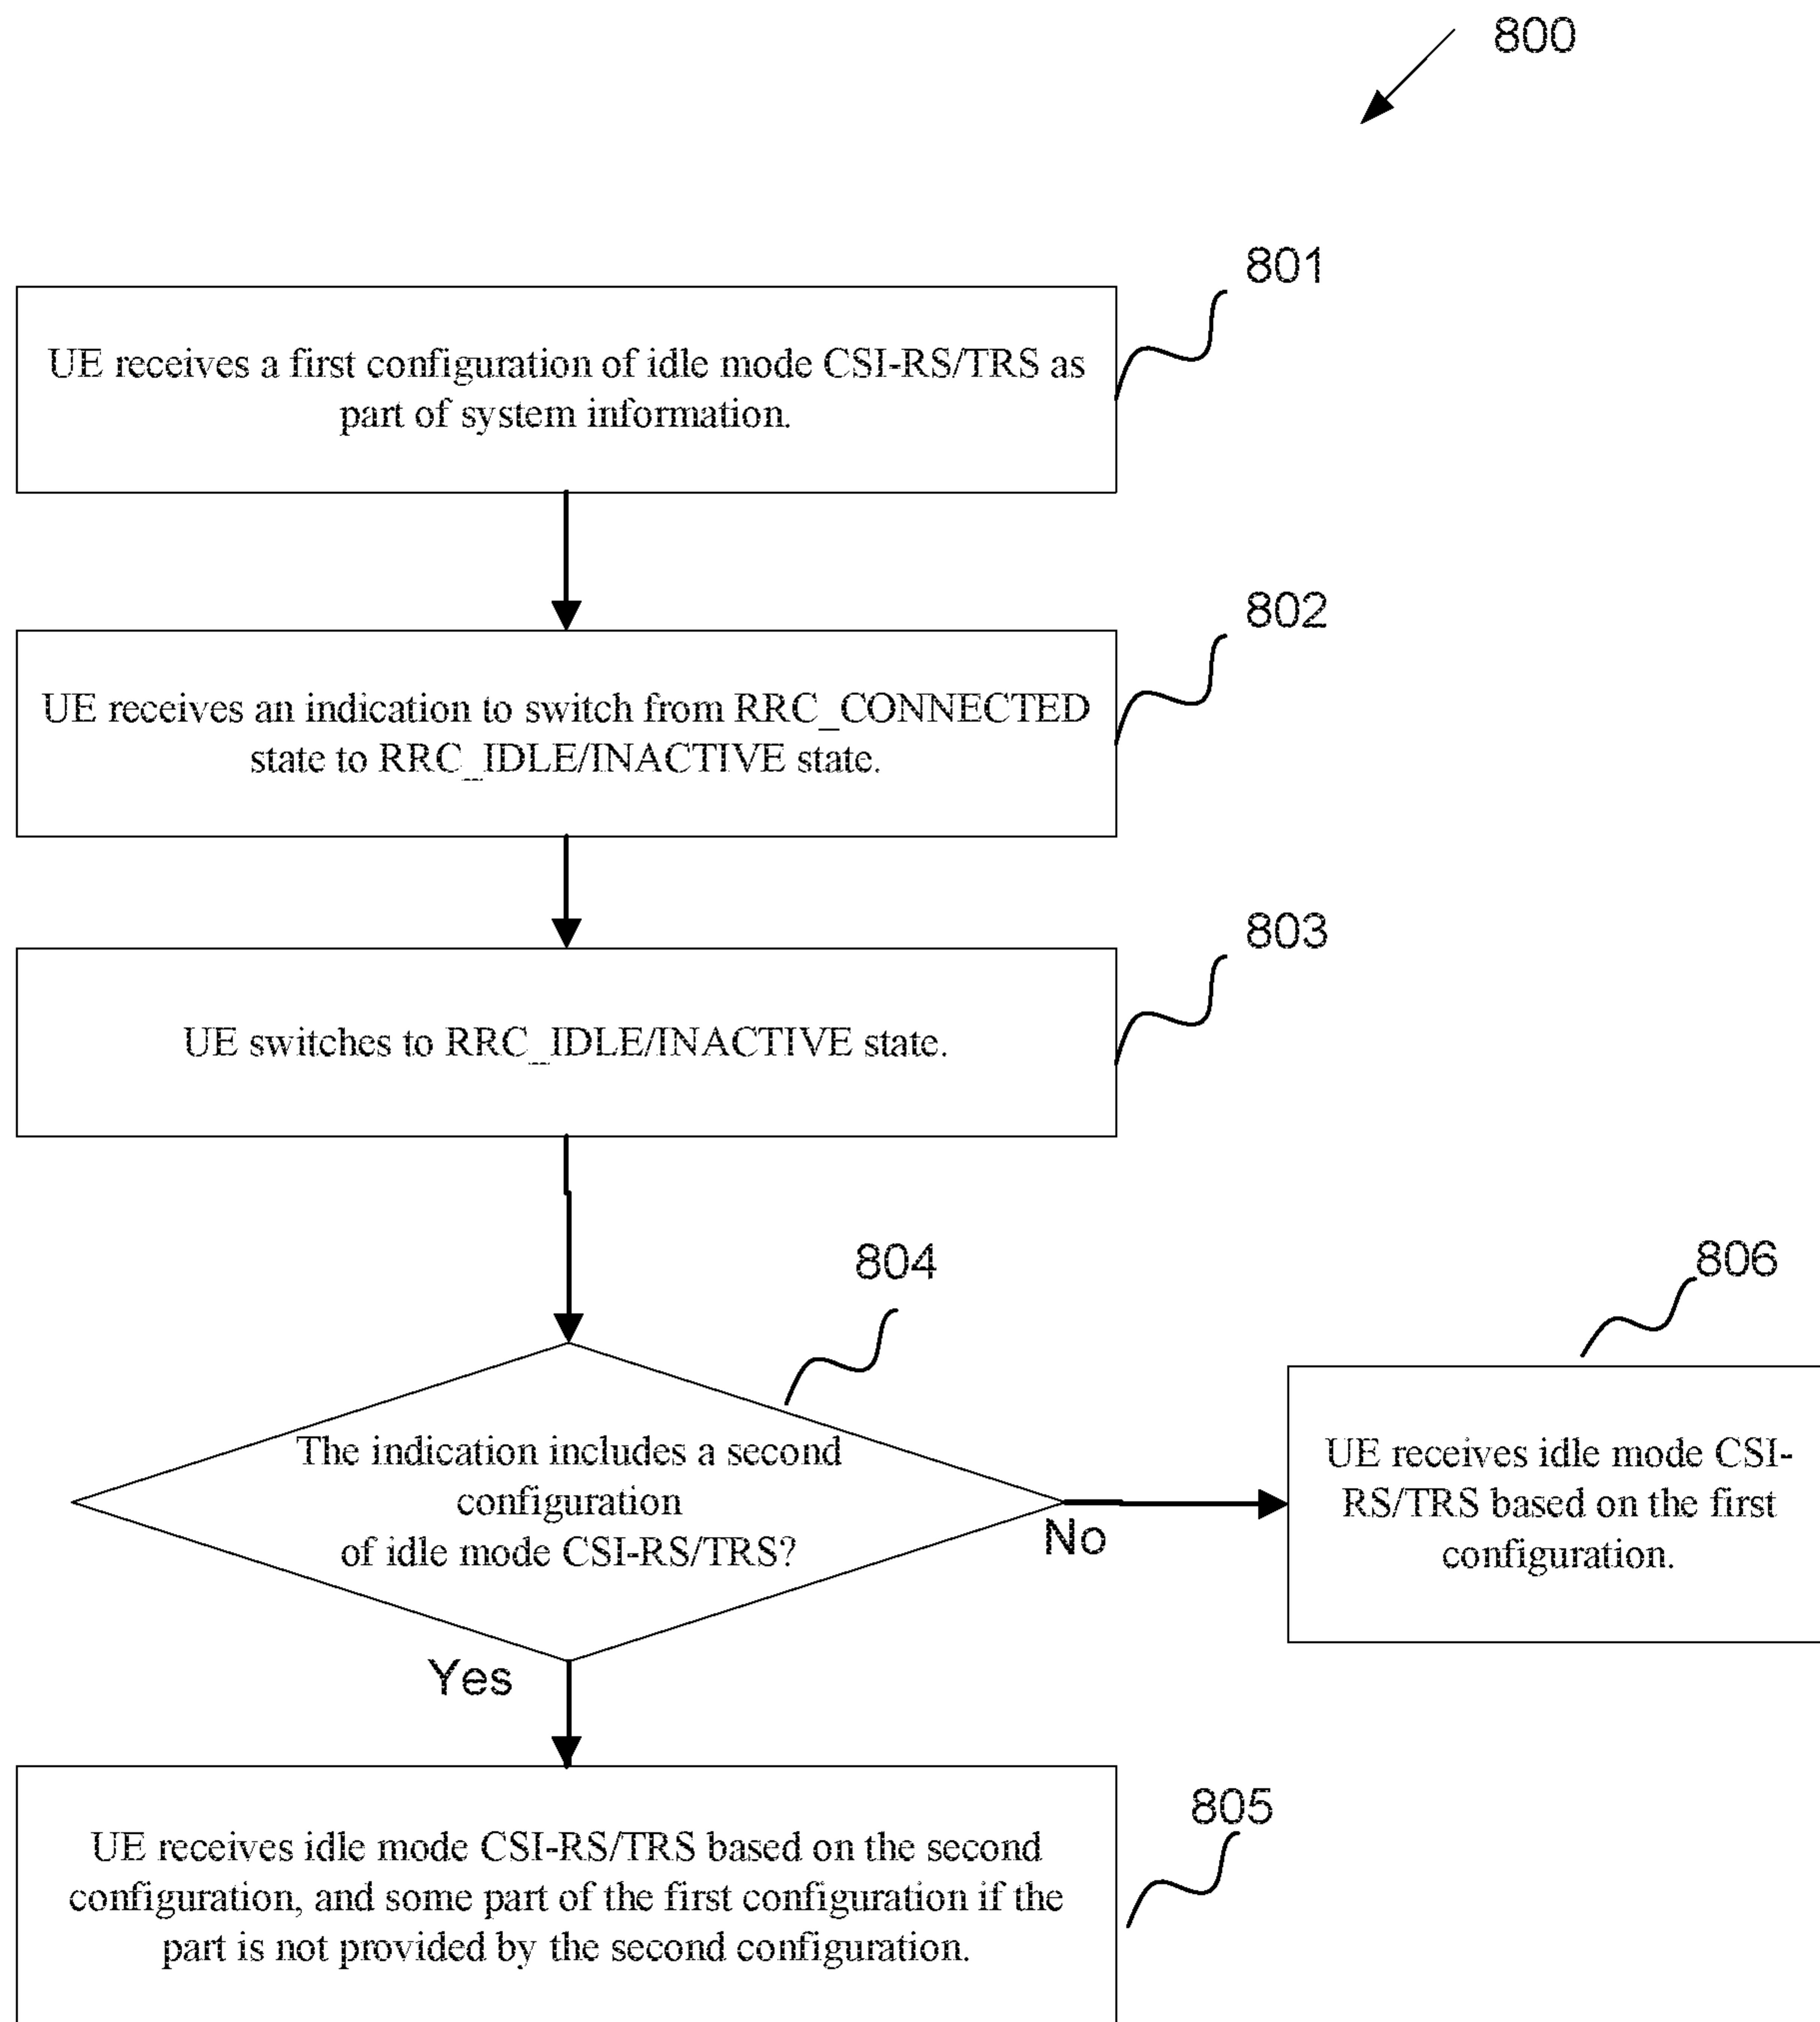 800
801
UE receives a first configuration of idle mode CSI-RS/TRS as
part of system information.
802
UE receives an indication to switch from RRC_CONNECTED
state to RRC_IDLE/INACTIVE state.
803
UE switches to RRC_IDLE/INACTIVE state.
804
The indication includes a second
configuration
of idle mode CSI-RS/TRS?
No
806
UE receives idle mode CSI-
RS/TRS based on the first
configuration.
Yes
805
UE receives idle mode CSI-RS/TRS based on the second
configuration, and some part of the first configuration if the
part is not provided by the second configuration.